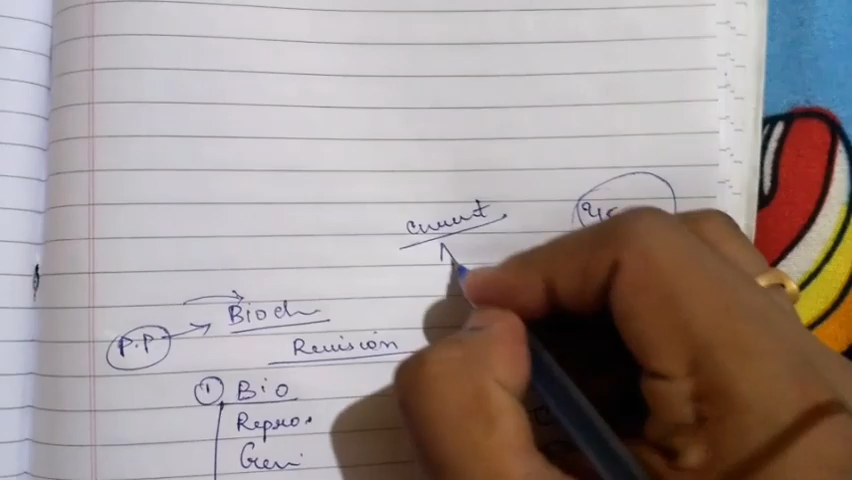 Current
P.P → Bioch
Revision
① Bio
Repro.
Gen